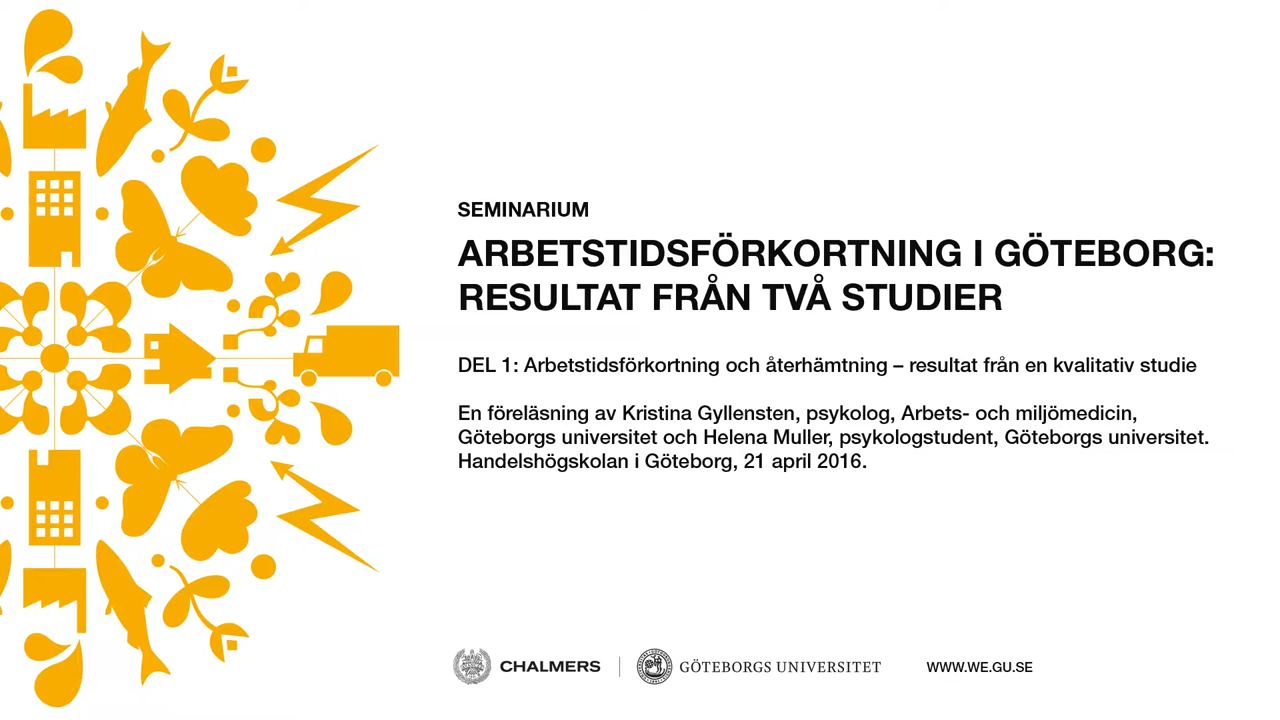 SEMINARIUM
ARBETSTIDSFÖRKORTNING I GÖTEBORG:
RESULTAT FRÅN TVÅ STUDIER
DEL 1: Arbetstidsförkortning och återhämtning – resultat från en kvalitativ studie
En föreläsning av Kristina Gyllensten, psykolog, Arbets- och miljömedicin,
Göteborgs universitet och Helena Muller, psykologstudent, Göteborgs universitet.
Handelshögskolan i Göteborg, 21 april 2016.
CHALMERS | GÖTEBORGS UNIVERSITET WWW.WE.GU.SE